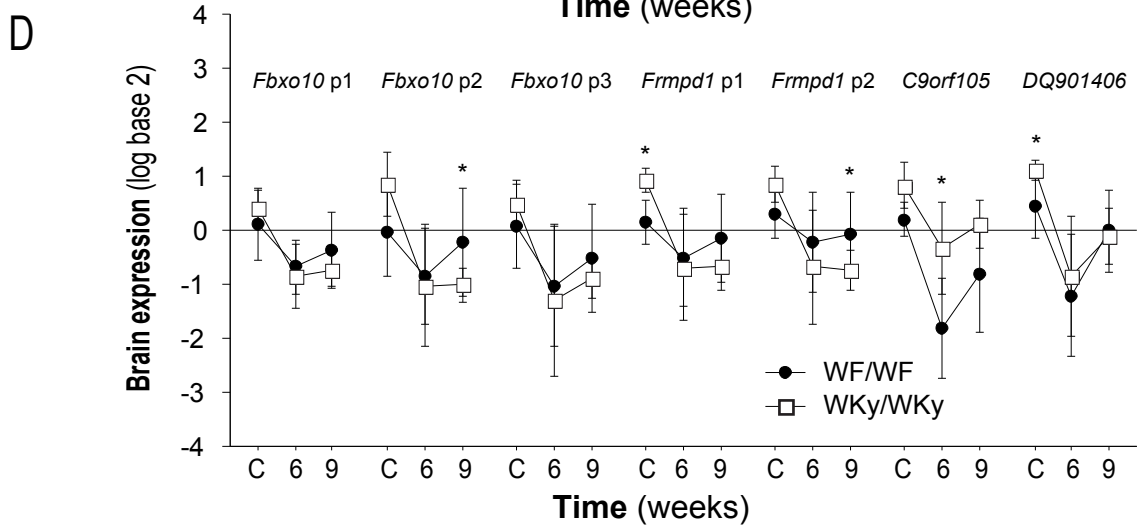 Time (weeks)
D
4
Fbxo10 p1 Fbxo10 p2 Fbxo10 p3 Frmpd1 p1 Frmpd1 p2 C9orf105 DQ901406
3
2
1
0
-1
-2
-3
-4
Brain expression (log base 2)
* * * * * *
WF/WF
WKy/WKy
C 6 9 C 6 9 C 6 9 C 6 9 C 6 9 C 6 9 C 6 9
Time (weeks)